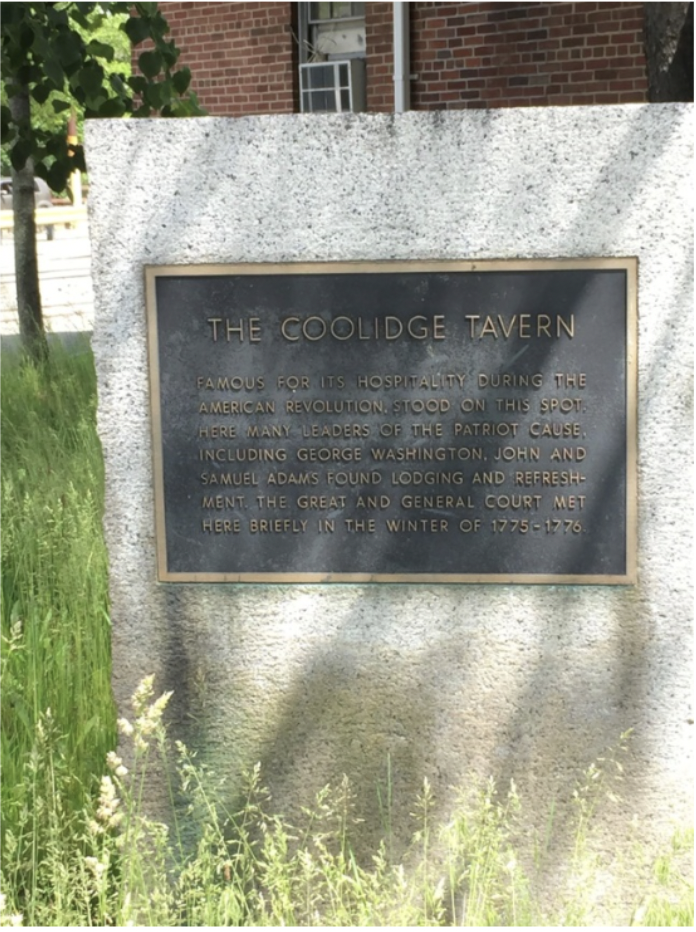 THE COOLIDGE TAVERN
FAMOUS FOR ITS HOSPITALITY DURING THE
AMERICAN REVOLUTION, STOOD ON THIS SPOT.
HERE MANY LEADERS OF THE PATRIOT CAUSE,
INCLUDING GEORGE WASHINGTON, JOHN AND
SAMUEL ADAMS FOUND LODGING AND REFRESH-
MENT. THE GREAT AND GENERAL COURT MET
HERE BRIEFLY IN THE WINTER OF 1775-1776.